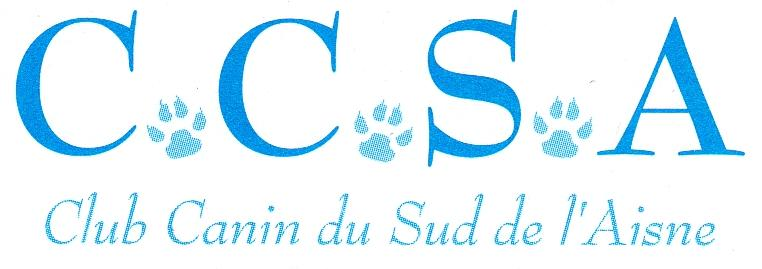 C.C.S.A
Club Canin du Sud de l'Aisne